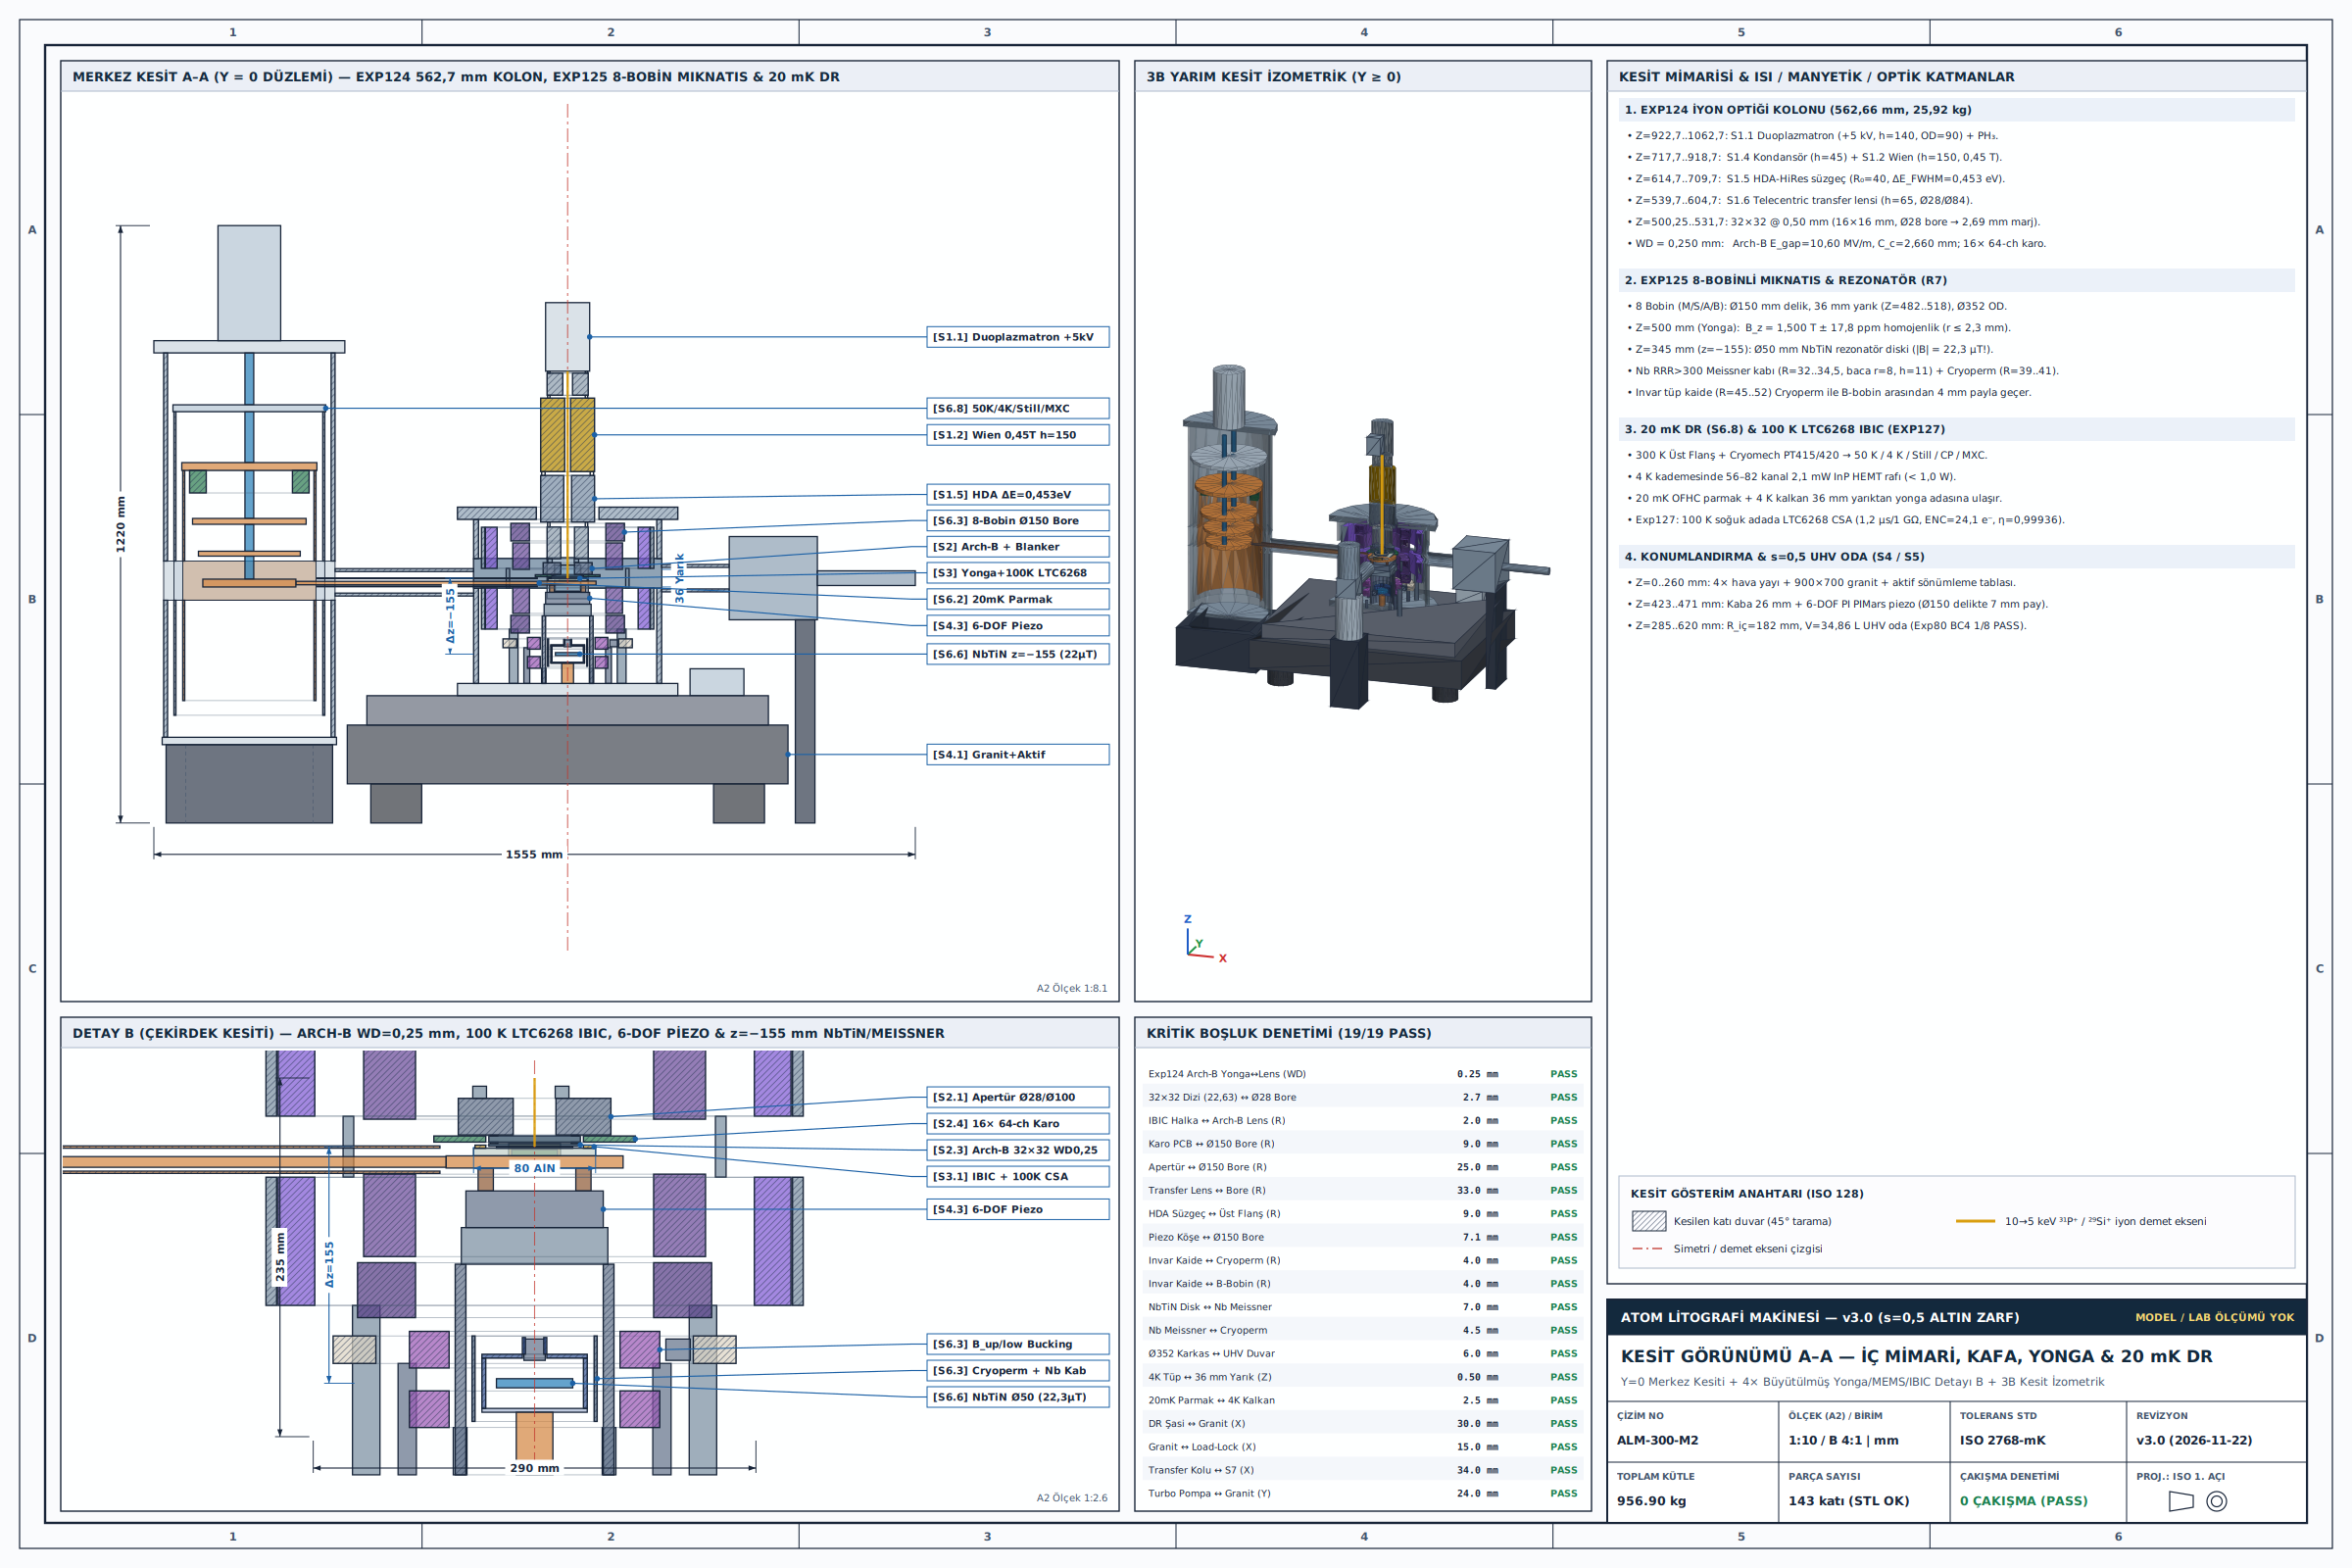 1 2 3 4 5 6
A
B
C
D
A
B
C
D
MERKEZ KESİT A–A (Y = 0 DÜZLEMİ) — EXP124 562,7 mm KOLON, EXP125 8-BOBİN MIKNATIS & 20 mK DR
1220 mm
1555 mm
Δz=−155
36 Yarık
[S1.1] Duoplazmatron +5kV
[S6.8] 50K/4K/Still/MXC
[S1.2] Wien 0,45T h=150
[S1.5] HDA ΔE=0,453eV
[S6.3] 8-Bobin Ø150 Bore
[S2] Arch-B + Blanker
[S3] Yonga+100K LTC6268
[S6.2] 20mK Parmak
[S4.3] 6-DOF Piezo
[S6.6] NbTiN z=−155 (22µT)
[S4.1] Granit+Aktif
A2 Ölçek 1:8.1
3B YARIM KESİT İZOMETRİK (Y ≥ 0)
Z
Y
X
KESİT MİMARİSİ & ISI / MANYETİK / OPTİK KATMANLAR
1. EXP124 İYON OPTİĞİ KOLONU (562,66 mm, 25,92 kg)
• Z=922,7..1062,7: S1.1 Duoplazmatron (+5 kV, h=140, OD=90) + PH₃.
• Z=717,7..918,7: S1.4 Kondansör (h=45) + S1.2 Wien (h=150, 0,45 T).
• Z=614,7..709,7: S1.5 HDA-HiRes süzgeç (R₀=40, ΔE_FWHM=0,453 eV).
• Z=539,7..604,7: S1.6 Telecentric transfer lensi (h=65, Ø28/Ø84).
• Z=500,25..531,7: 32×32 @ 0,50 mm (16×16 mm, Ø28 bore → 2,69 mm marj).
• WD = 0,250 mm: Arch-B E_gap=10,60 MV/m, C_c=2,660 mm; 16× 64-ch karo.
2. EXP125 8-BOBİNLİ MIKNATIS & REZONATÖR (R7)
• 8 Bobin (M/S/A/B): Ø150 mm delik, 36 mm yarık (Z=482..518), Ø352 OD.
• Z=500 mm (Yonga): B_z = 1,500 T ± 17,8 ppm homojenlik (r ≤ 2,3 mm).
• Z=345 mm (z=−155): Ø50 mm NbTiN rezonatör diski (|B| = 22,3 µT!).
• Nb RRR>300 Meissner kabı (R=32..34,5, baca r=8, h=11) + Cryoperm (R=39..41).
• Invar tüp kaide (R=45..52) Cryoperm ile B-bobin arasından 4 mm payla geçer.
3. 20 mK DR (S6.8) & 100 K LTC6268 IBIC (EXP127)
• 300 K Üst Flanş + Cryomech PT415/420 → 50 K / 4 K / Still / CP / MXC.
• 4 K kademesinde 56–82 kanal 2,1 mW InP HEMT rafı (< 1,0 W).
• 20 mK OFHC parmak + 4 K kalkan 36 mm yarıktan yonga adasına ulaşır.
• Exp127: 100 K soğuk adada LTC6268 CSA (1,2 µs/1 GΩ, ENC=24,1 e⁻, η=0,99936).
4. KONUMLANDIRMA & s=0,5 UHV ODA (S4 / S5)
• Z=0..260 mm: 4× hava yayı + 900×700 granit + aktif sönümleme tablası.
• Z=423..471 mm: Kaba 26 mm + 6-DOF PI PIMars piezo (Ø150 delikte 7 mm pay).
• Z=285..620 mm: R_iç=182 mm, V=34,86 L UHV oda (Exp80 BC4 1/8 PASS).
KESİT GÖSTERİM ANAHTARI (ISO 128)
Kesilen katı duvar (45° tarama)
10→5 keV ³¹P⁺ / ²⁹Si⁺ iyon demet ekseni
Simetri / demet ekseni çizgisi
DETAY B (ÇEKİRDEK KESİTİ) — ARCH-B WD=0,25 mm, 100 K LTC6268 IBIC, 6-DOF PİEZO & z=−155 mm NbTiN/MEISSNER
235 mm
Δz=155
80 AlN
290 mm
[S2.1] Apertür Ø28/Ø100
[S2.4] 16× 64-ch Karo
[S2.3] Arch-B 32×32 WD0,25
[S3.1] IBIC + 100K CSA
[S4.3] 6-DOF Piezo
[S6.3] B_up/low Bucking
[S6.3] Cryoperm + Nb Kab
[S6.6] NbTiN Ø50 (22,3µT)
A2 Ölçek 1:2.6
KRİTİK BOŞLUK DENETİMİ (19/19 PASS)
Exp124 Arch-B Yonga↔Lens (WD) 0.25 mm PASS
32×32 Dizi (22,63) ↔ Ø28 Bore 2.7 mm PASS
IBIC Halka ↔ Arch-B Lens (R) 2.0 mm PASS
Karo PCB ↔ Ø150 Bore (R) 9.0 mm PASS
Apertür ↔ Ø150 Bore (R) 25.0 mm PASS
Transfer Lens ↔ Bore (R) 33.0 mm PASS
HDA Süzgeç ↔ Üst Flanş (R) 9.0 mm PASS
Piezo Köşe ↔ Ø150 Bore 7.1 mm PASS
Invar Kaide ↔ Cryoperm (R) 4.0 mm PASS
Invar Kaide ↔ B-Bobin (R) 4.0 mm PASS
NbTiN Disk ↔ Nb Meissner 7.0 mm PASS
Nb Meissner ↔ Cryoperm 4.5 mm PASS
Ø352 Karkas ↔ UHV Duvar 6.0 mm PASS
4K Tüp ↔ 36 mm Yarık (Z) 0.50 mm PASS
20mK Parmak ↔ 4K Kalkan 2.5 mm PASS
DR Şasi ↔ Granit (X) 30.0 mm PASS
Granit ↔ Load-Lock (X) 15.0 mm PASS
Transfer Kolu ↔ S7 (X) 34.0 mm PASS
Turbo Pompa ↔ Granit (Y) 24.0 mm PASS
ATOM LİTOGRAFİ MAKİNESİ — v3.0 (s=0,5 ALTIN ZARF) MODEL / LAB ÖLÇÜMÜ YOK
KESİT GÖRÜNÜMÜ A–A — İÇ MİMARİ, KAFA, YONGA & 20 mK DR
Y=0 Merkez Kesiti + 4× Büyütülmüş Yonga/MEMS/IBIC Detayı B + 3B Kesit İzometrik
ÇİZİM NO ÖLÇEK (A2) / BİRİM TOLERANS STD REVİZYON
ALM-300-M2 1:10 / B 4:1 | mm ISO 2768-mK v3.0 (2026-11-22)
TOPLAM KÜTLE PARÇA SAYISI ÇAKIŞMA DENETİMİ PROJ.: ISO 1. AÇI
956.90 kg 143 katı (STL OK) 0 ÇAKIŞMA (PASS)
1 2 3 4 5 6